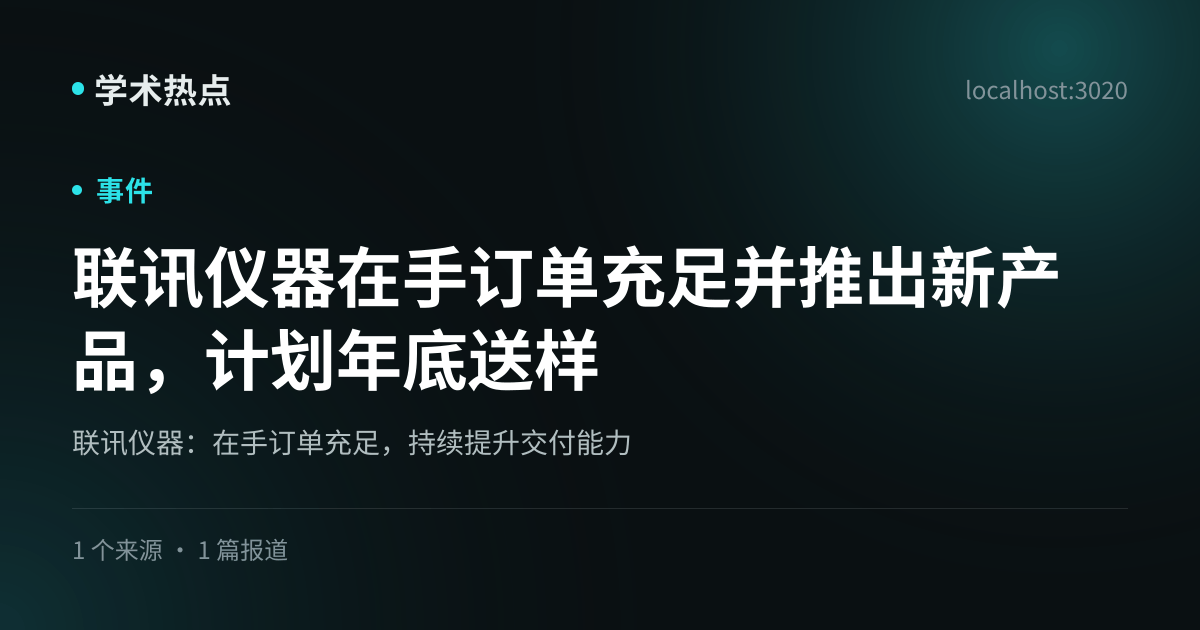 学术热点
localhost:3020
事件
联讯仪器在手订单充足并推出新产
品，计划年底送样
联讯仪器：在手订单充足，持续提升交付能力
1 个来源 · 1 篇报道